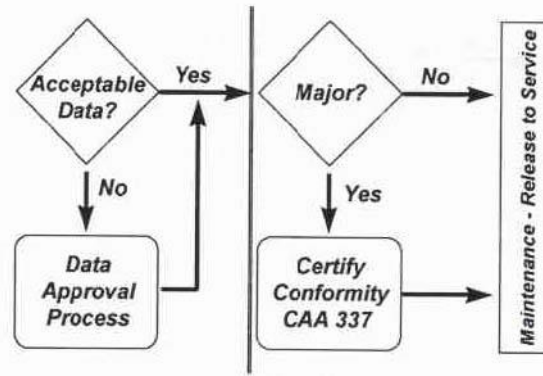 Acceptable
Data?
Yes
No
Data
Approval
Process
Major?
No
Yes
Certify
Conformity
CAA 337
Maintenance - Release to Service